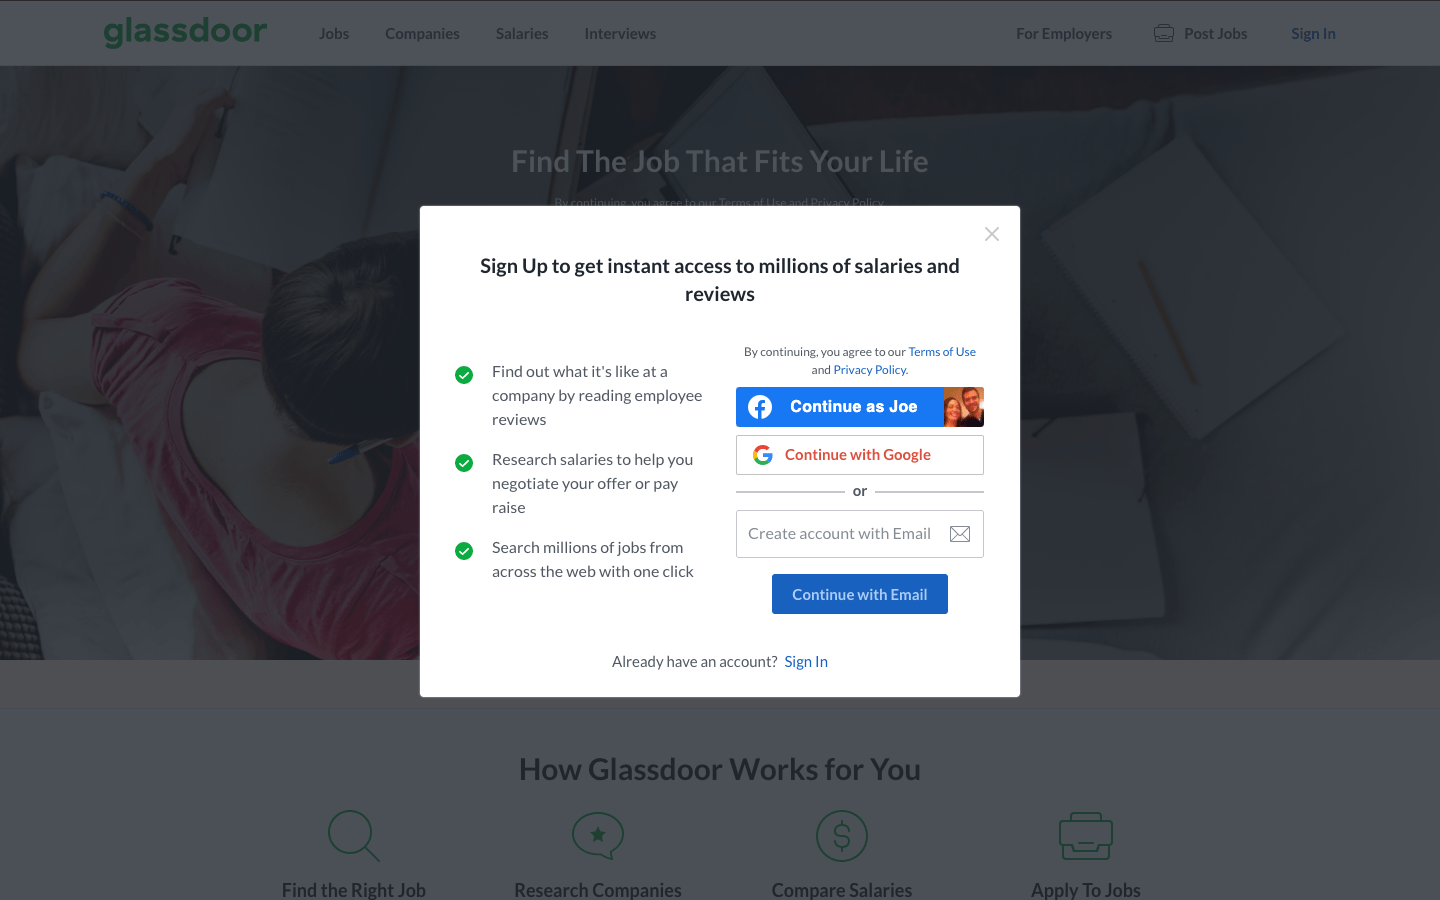 glassdoor Jobs Companies Salaries Interviews For Employers Post Jobs Sign In
Find The Job That Fits Your Life
By continuing, you agree to our Terms of Use and Privacy Policy
Sign Up to get instant access to millions of salaries and
reviews
Find out what it's like at a
company by reading employee
reviews
Research salaries to help you
negotiate your offer or pay
raise
Search millions of jobs from
across the web with one click
By continuing, you agree to our Terms of Use
and Privacy Policy.
Continue as Joe
Continue with Google
or
Create account with Email
Continue with Email
Already have an account? Sign In
How Glassdoor Works for You
Find the Right Job Research Companies Compare Salaries Apply To Jobs